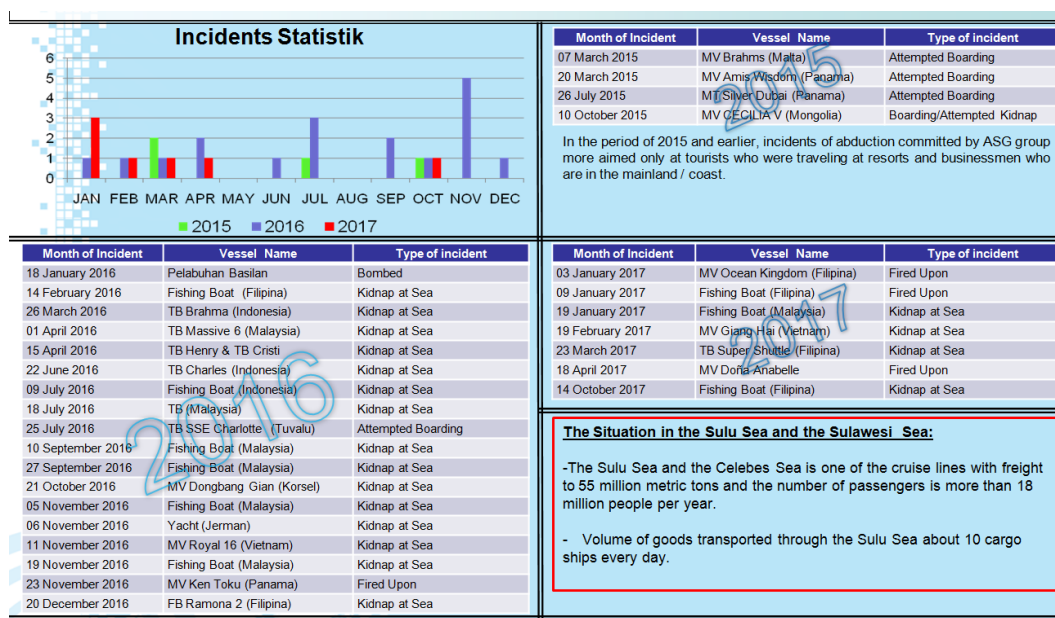 Incidents Statistik
6
5
4
3
2
1
0
JAN FEB MAR APR MAY JUN JUL AUG SEP OCT NOV DEC
2015 2016 2017
Month of Incident Vessel Name Type of incident
07 March 2015 MV Brahms (Malta) Attempted Boarding
20 March 2015 MV Amis Wisdom (Panama) Attempted Boarding
26 July 2015 MT Silver Dubai (Panama) Attempted Boarding
10 October 2015 MV CECILIA V (Mongolia) Boarding/Attempted Kidnap
2015
In the period of 2015 and earlier, incidents of abduction committed by ASG group
more aimed only at tourists who were traveling at resorts and businessmen who
are in the mainland / coast.
Month of Incident Vessel Name Type of incident
18 January 2016 Pelabuhan Basilan Bombed
14 February 2016 Fishing Boat (Filipina) Kidnap at Sea
26 March 2016 TB Brahma (Indonesia) Kidnap at Sea
01 April 2016 TB Massive 6 (Malaysia) Kidnap at Sea
15 April 2016 TB Henry & TB Cristi Kidnap at Sea
22 June 2016 TB Charles (Indonesia) Kidnap at Sea
09 July 2016 Fishing Boat (Indonesia) Kidnap at Sea
18 July 2016 TB (Malaysia) Kidnap at Sea
25 July 2016 TB SSE Charlotte (Tuvalu) Attempted Boarding
10 September 2016 Fishing Boat (Malaysia) Kidnap at Sea
27 September 2016 Fishing Boat (Malaysia) Kidnap at Sea
21 October 2016 MV Dongbang Gian (Korsel) Kidnap at Sea
05 November 2016 Fishing Boat (Malaysia) Kidnap at Sea
06 November 2016 Yacht (Jerman) Kidnap at Sea
11 November 2016 MV Royal 16 (Vietnam) Kidnap at Sea
19 November 2016 Fishing Boat (Malaysia) Kidnap at Sea
23 November 2016 MV Ken Toku (Panama) Fired Upon
20 December 2016 FB Ramona 2 (Filipina) Kidnap at Sea
2016
Month of Incident Vessel Name Type of incident
03 January 2017 MV Ocean Kingdom (Filipina) Fired Upon
09 January 2017 Fishing Boat (Filipina) Fired Upon
19 January 2017 Fishing Boat (Malaysia) Kidnap at Sea
19 February 2017 MV Giang Hai (Vietnam) Kidnap at Sea
23 March 2017 TB Super Shuttle (Filipina) Kidnap at Sea
18 April 2017 MV Doña Anabelle Fired Upon
14 October 2017 Fishing Boat (Filipina) Kidnap at Sea
2017
The Situation in the Sulu Sea and the Sulawesi Sea:
-The Sulu Sea and the Celebes Sea is one of the cruise lines with freight
to 55 million metric tons and the number of passengers is more than 18
million people per year.
- Volume of goods transported through the Sulu Sea about 10 cargo
ships every day.